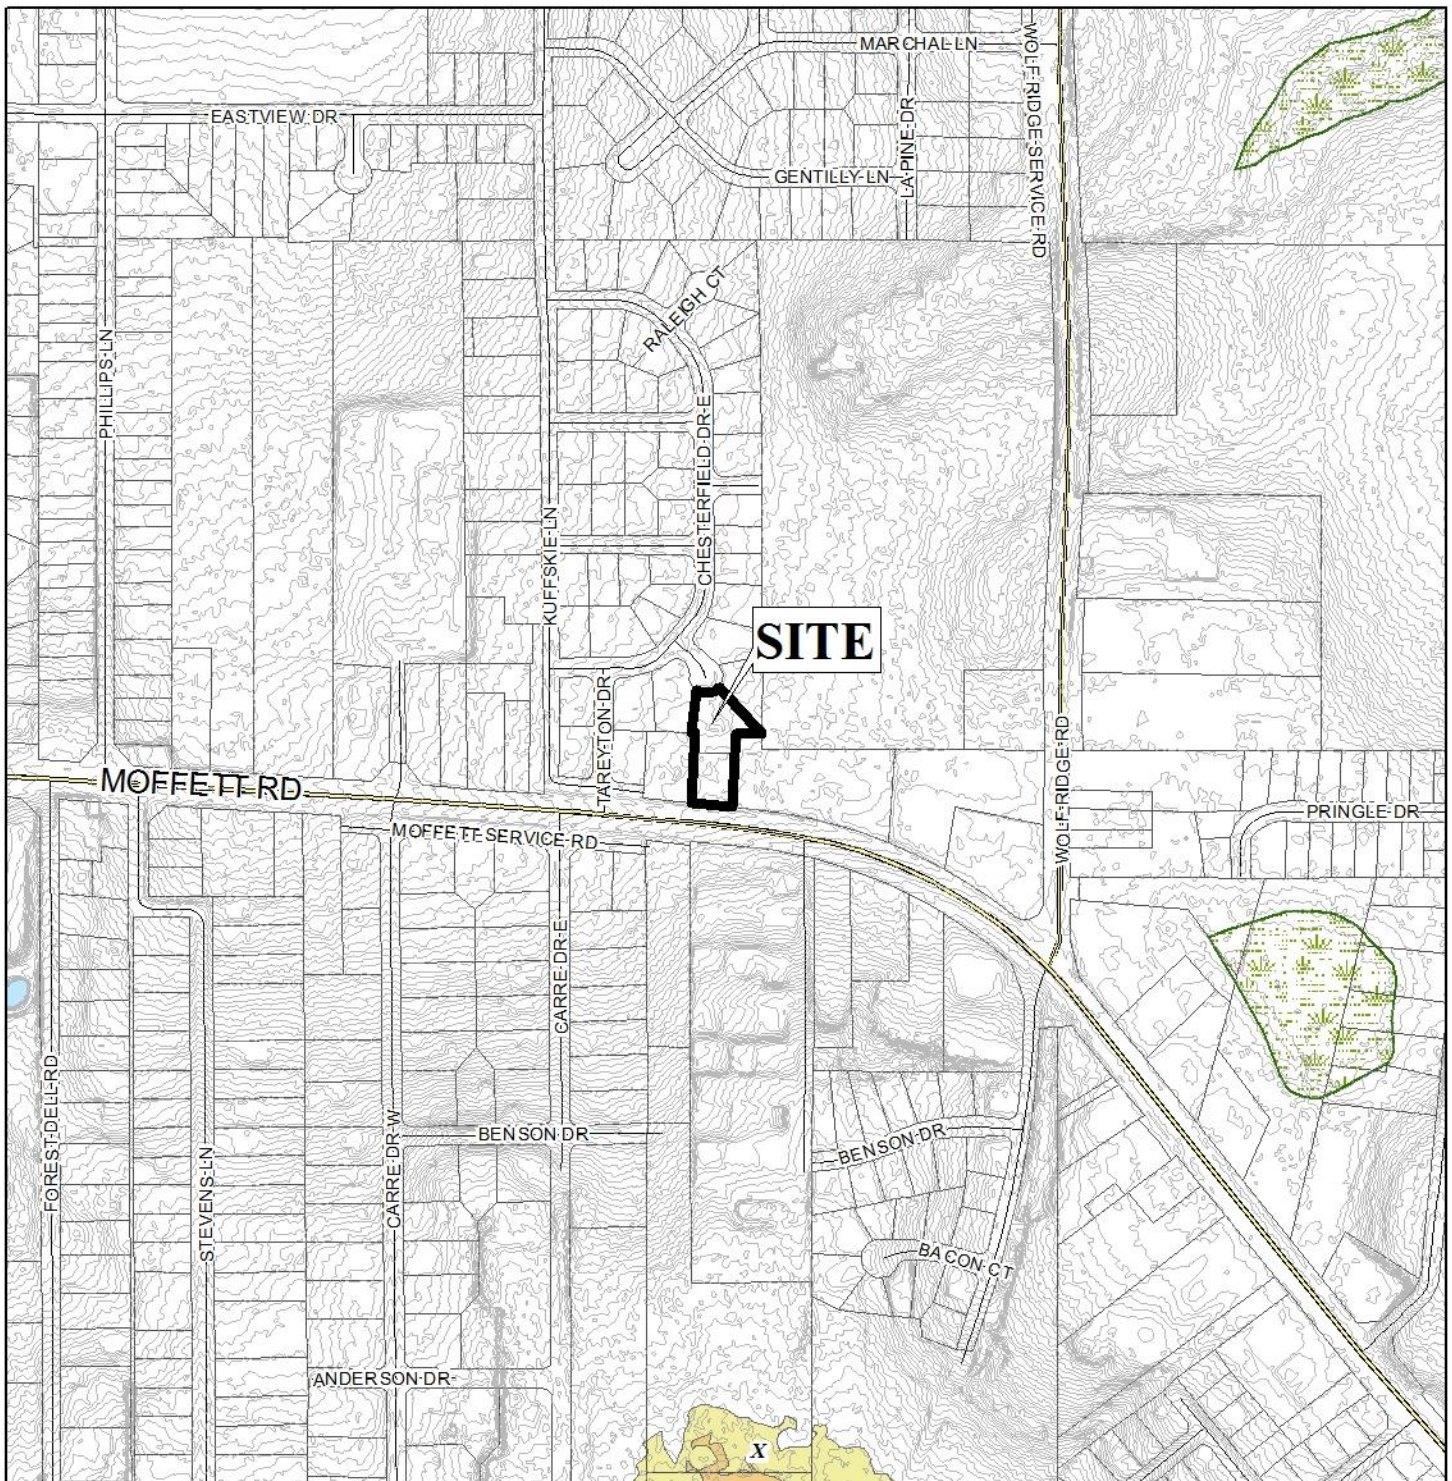 MARCHAL LN
WOLF RIDGE SERVICE RD
EASTVIEW DR
LA PINE DR
GENTILLY LN
RALEIGH CT
PHILLIPS LN
CHESTERFIELD DR E
KUFFSKIE LN
SITE
TAREYTON DR
WOLF RIDGE RD
MOFFETT RD
PRINGLE DR
MOFFETT SERVICE RD
CARRE DR E
FOREST DELL RD
STEVENS LN
CARRE DR W
BENSON DR
BENSON DR
BACON CT
ANDERSON DR
X